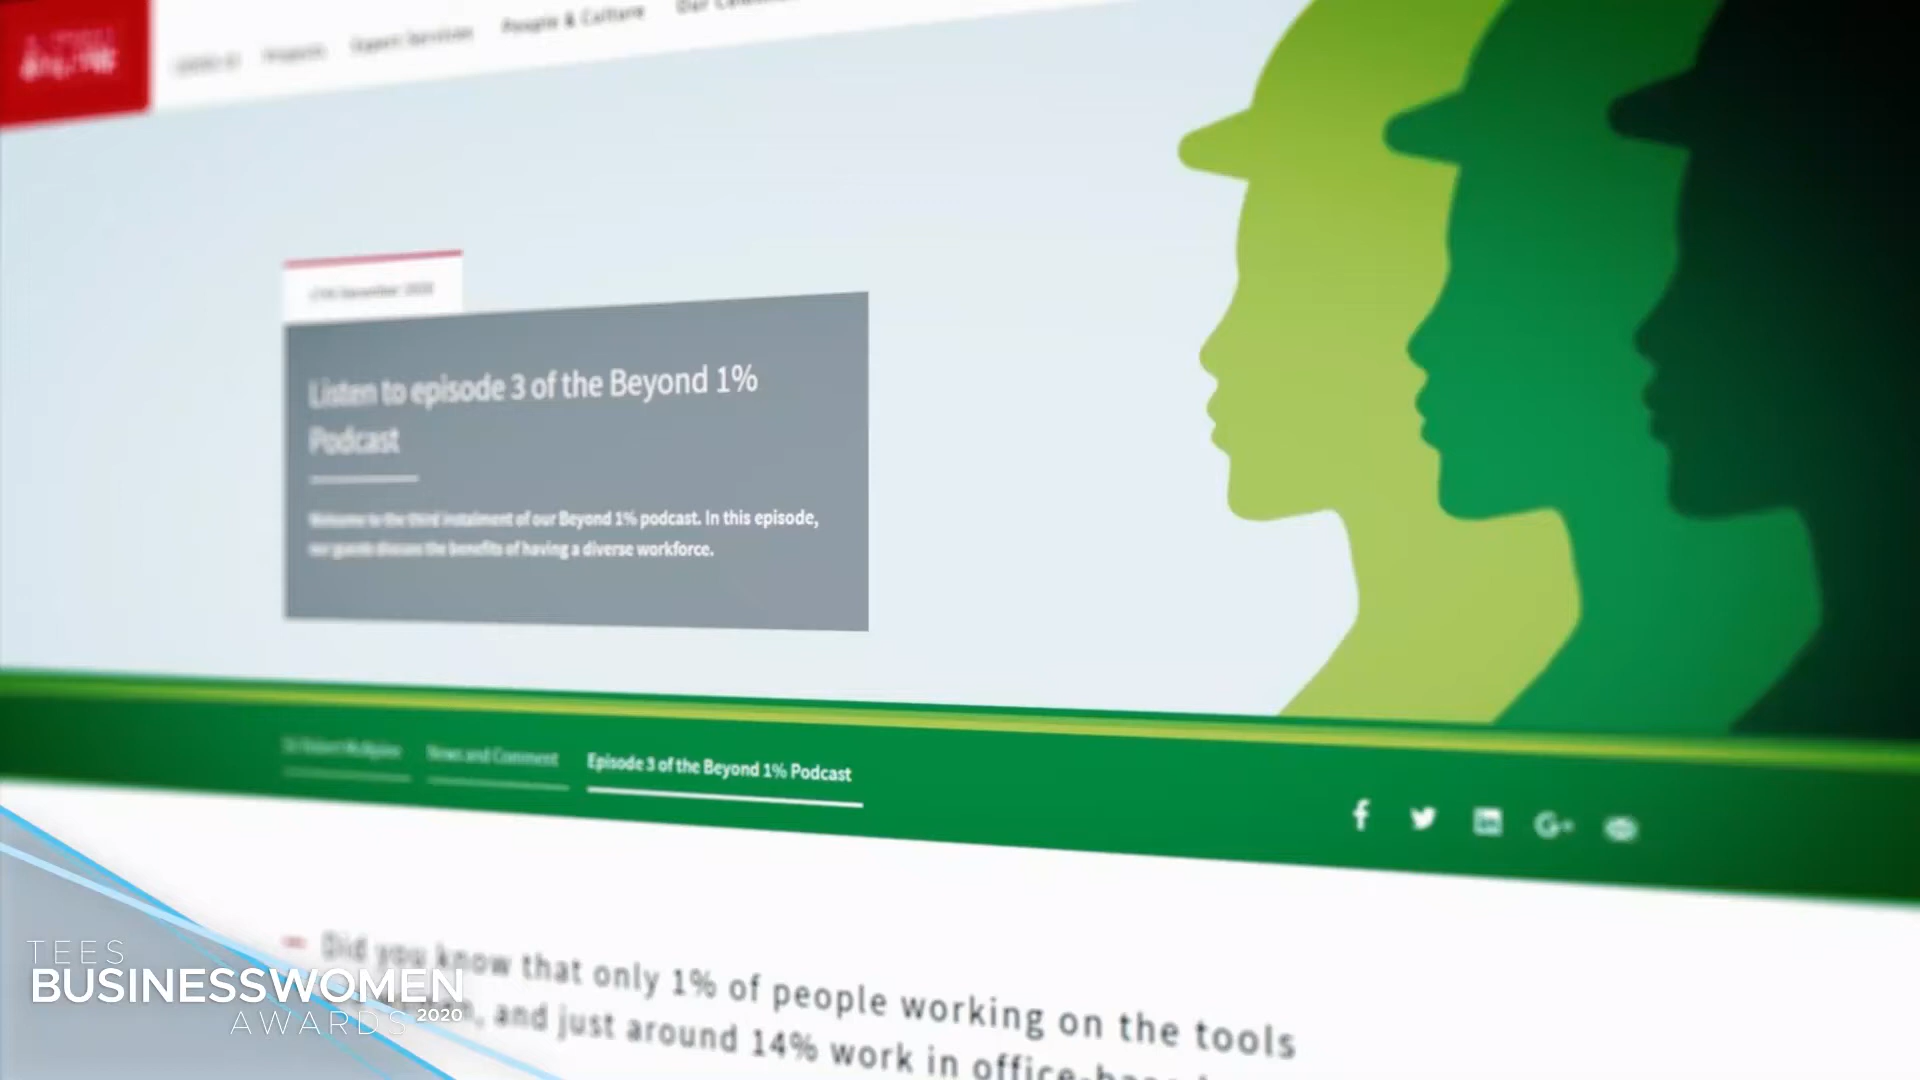 Projects
Expert Services
People & Culture
Our
Listen to episode 3 of the Beyond 1%
Podcast
Welcome to the third instalment of our Beyond 1% podcast. In this episode,
our guests discuss the benefits of having a diverse workforce.
Sir Robert McAlpine
News and Comment
Episode 3 of the Beyond 1% Podcast
Did you know that only 1% of people working on the tools
and just around 14% work in
TEES
BUSINESSWOMEN
AWARDS 2020